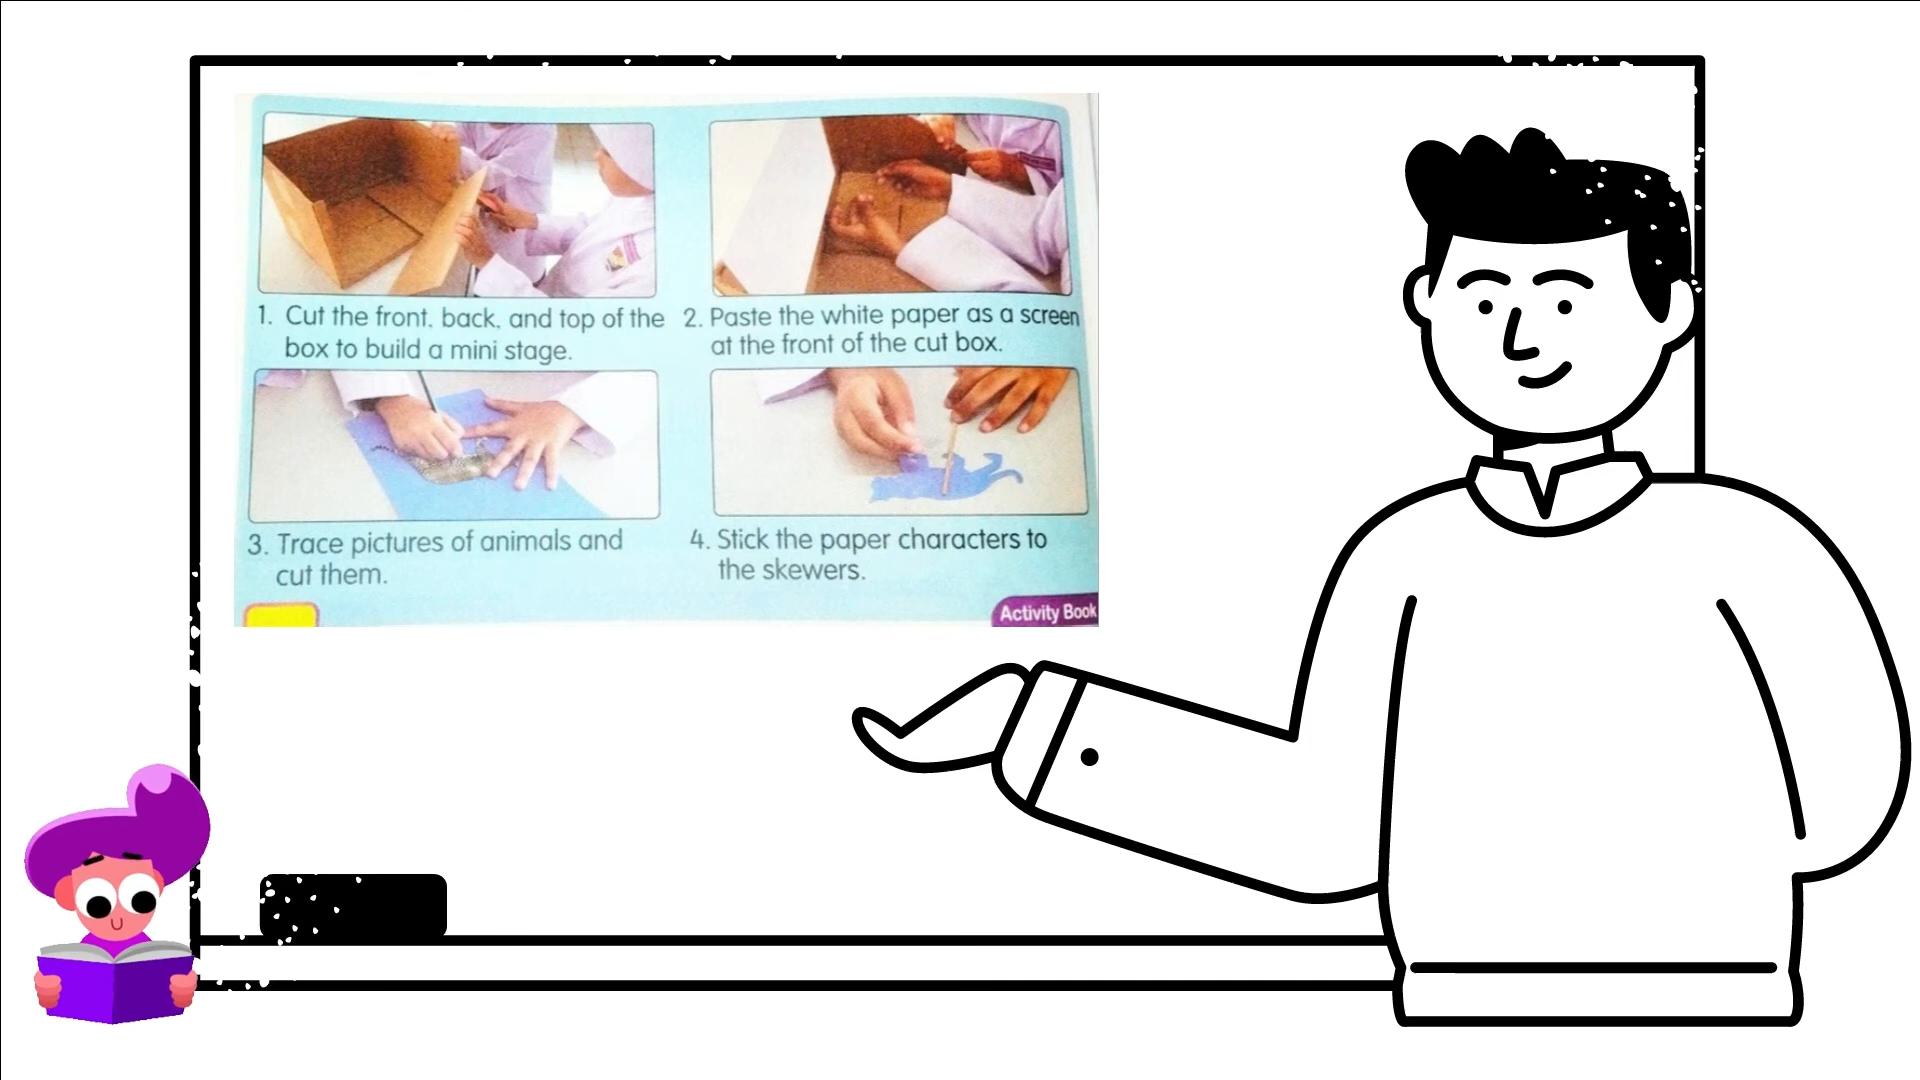 1. Cut the front, back, and top of the
box to build a mini stage.
2. Paste the white paper as a screen
at the front of the cut box.
3. Trace pictures of animals and
cut them.
4. Stick the paper characters to
the skewers.
Activity Book